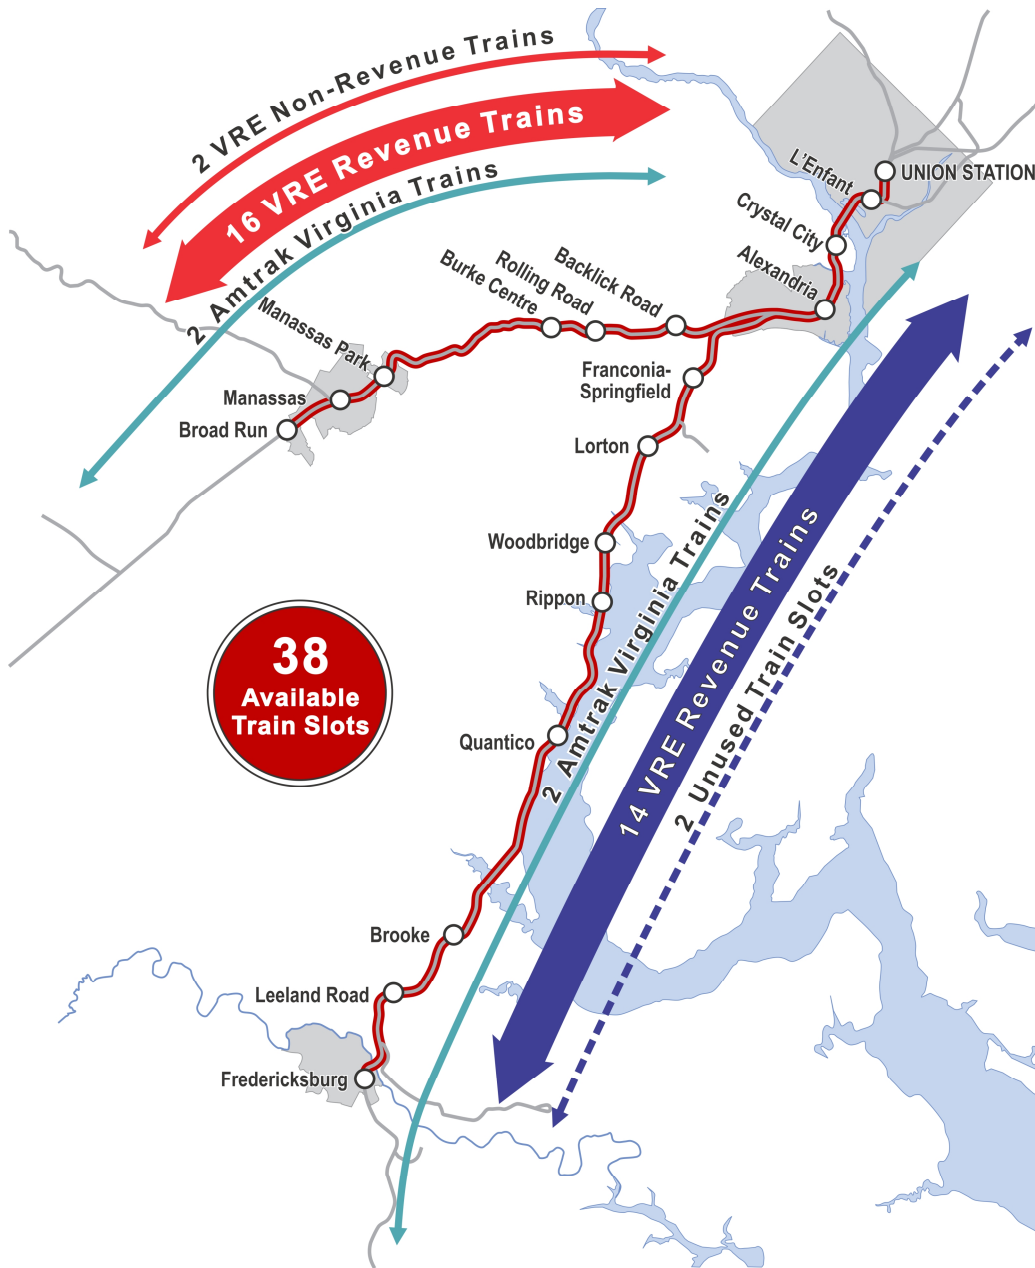 2 VRE Non-Revenue Trains
16 VRE Revenue Trains
2 Amtrak Virginia Trains
L'Enfant
UNION STATION
Crystal City
Alexandria
Backlick Road
Rolling Road
Burke Centre
Manassas Park
Manassas
Broad Run
Franconia-
Springfield
Lorton
Woodbridge
Rippon
Quantico
Brooke
Leeland Road
Fredericksburg
38
Available
Train Slots
2 Amtrak Virginia Trains
14 VRE Revenue Trains
2 Unused Train Slots